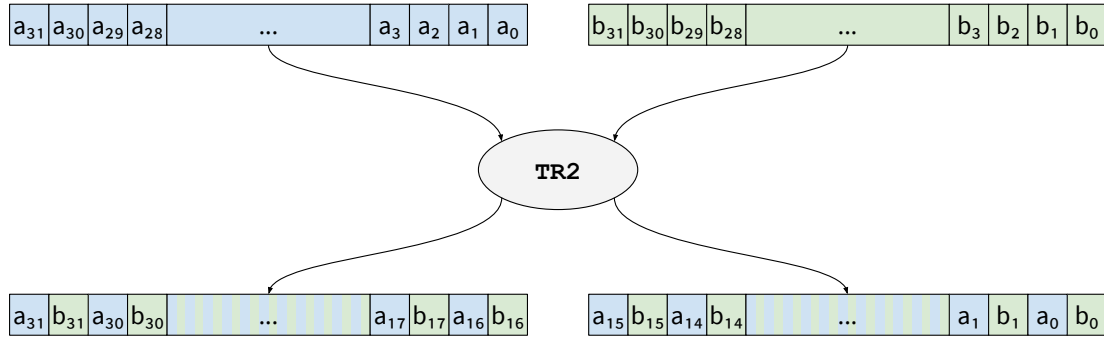 a₃₁ a₃₀ a₂₉ a₂₈ ... a₃ a₂ a₁ a₀
b₃₁ b₃₀ b₂₉ b₂₈ ... b₃ b₂ b₁ b₀
TR2
a₃₁ b₃₁ a₃₀ b₃₀ ... a₁₇ b₁₇ a₁₆ b₁₆
a₁₅ b₁₅ a₁₄ b₁₄ ... a₁ b₁ a₀ b₀